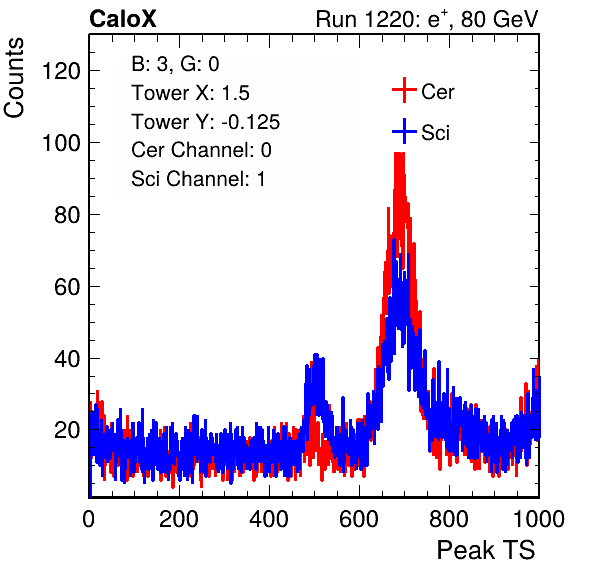 CaloX
Run 1220: e+, 80 GeV
Counts
B: 3, G: 0
Tower X: 1.5
Tower Y: -0.125
Cer Channel: 0
Sci Channel: 1
Cer
Sci
120
100
80
60
40
20
0 200 400 600 800 1000
Peak TS